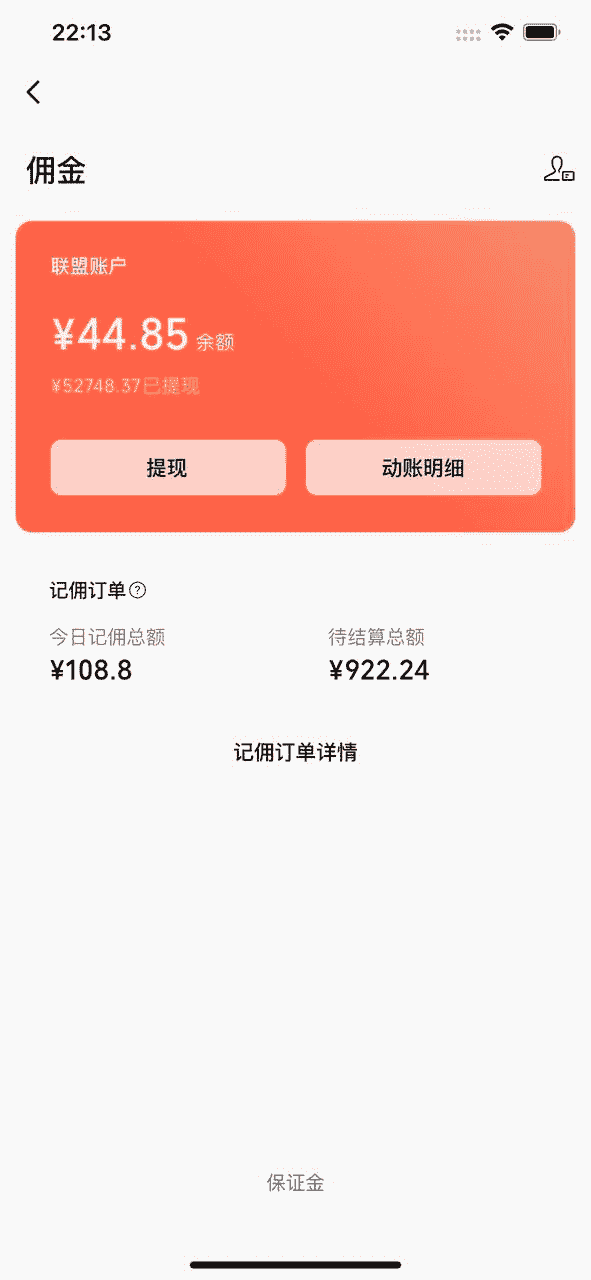 22:13
佣金
联盟账户
¥44.85 余额
¥52748.37已提现
提现 动账明细
记佣订单?
今日记佣总额 待结算总额
¥108.8 ¥922.24
记佣订单详情
保证金